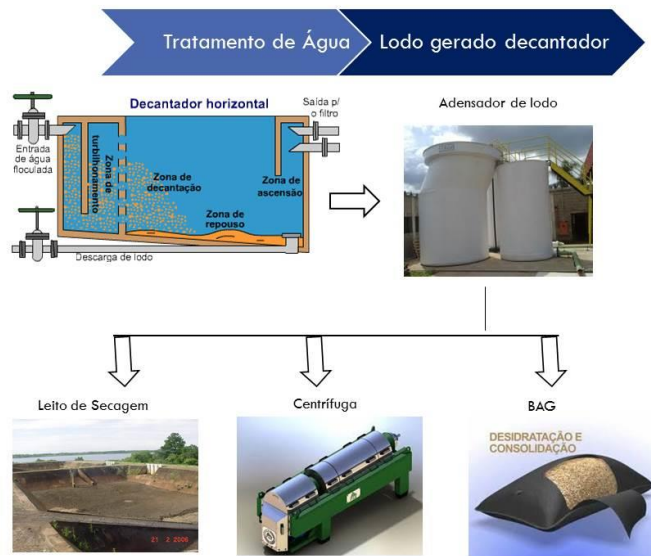 Tratamento de Água
Lodo gerado decantador
Decantador horizontal
Saída p/
o filtro
Adensador de lodo
Entrada
de água
floculada
Zona de
turbilhonamento
Zona de
decantação
Zona de
ascensão
Zona de
repouso
Descarga de lodo
Leito de Secagem
Centrífuga
BAG
DESIDRATAÇÃO E
CONSOLIDAÇÃO
21 2 2006